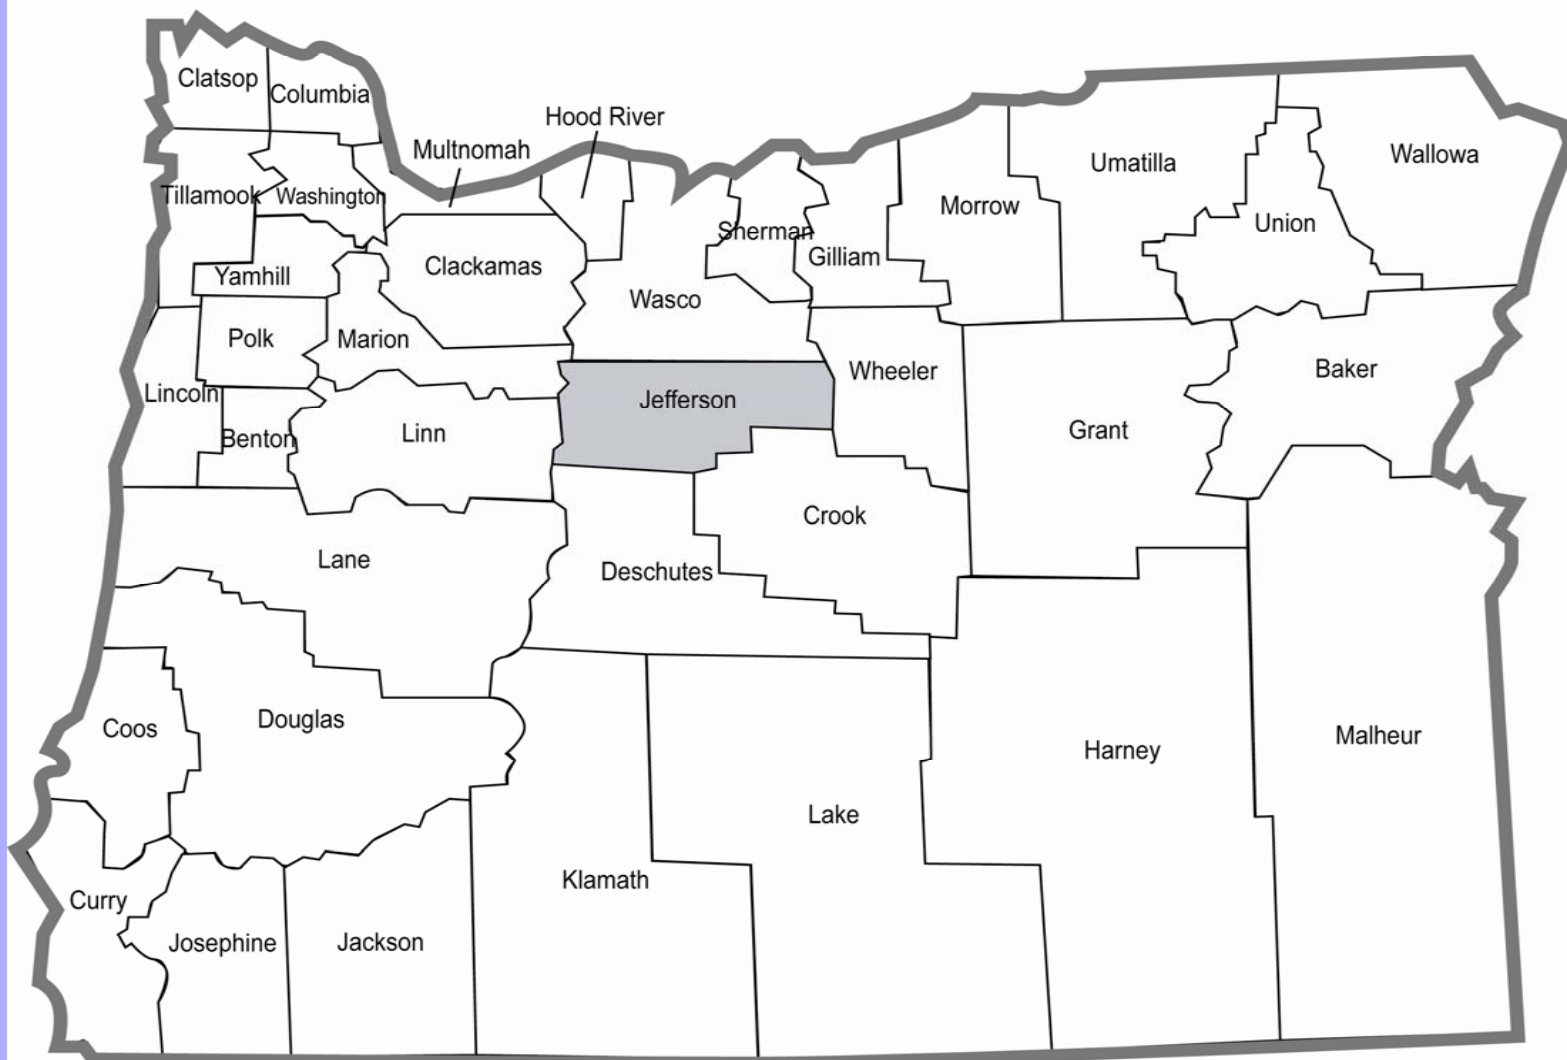 Clatsop
Columbia
Hood River
Multnomah
Umatilla
Wallowa
Tillamook
Washington
Morrow
Union
Sherman
Gilliam
Clackamas
Yamhill
Wasco
Polk
Marion
Wheeler
Baker
Lincoln
Jefferson
Grant
Benton
Linn
Crook
Lane
Deschutes
Douglas
Coos
Malheur
Harney
Lake
Klamath
Curry
Josephine
Jackson